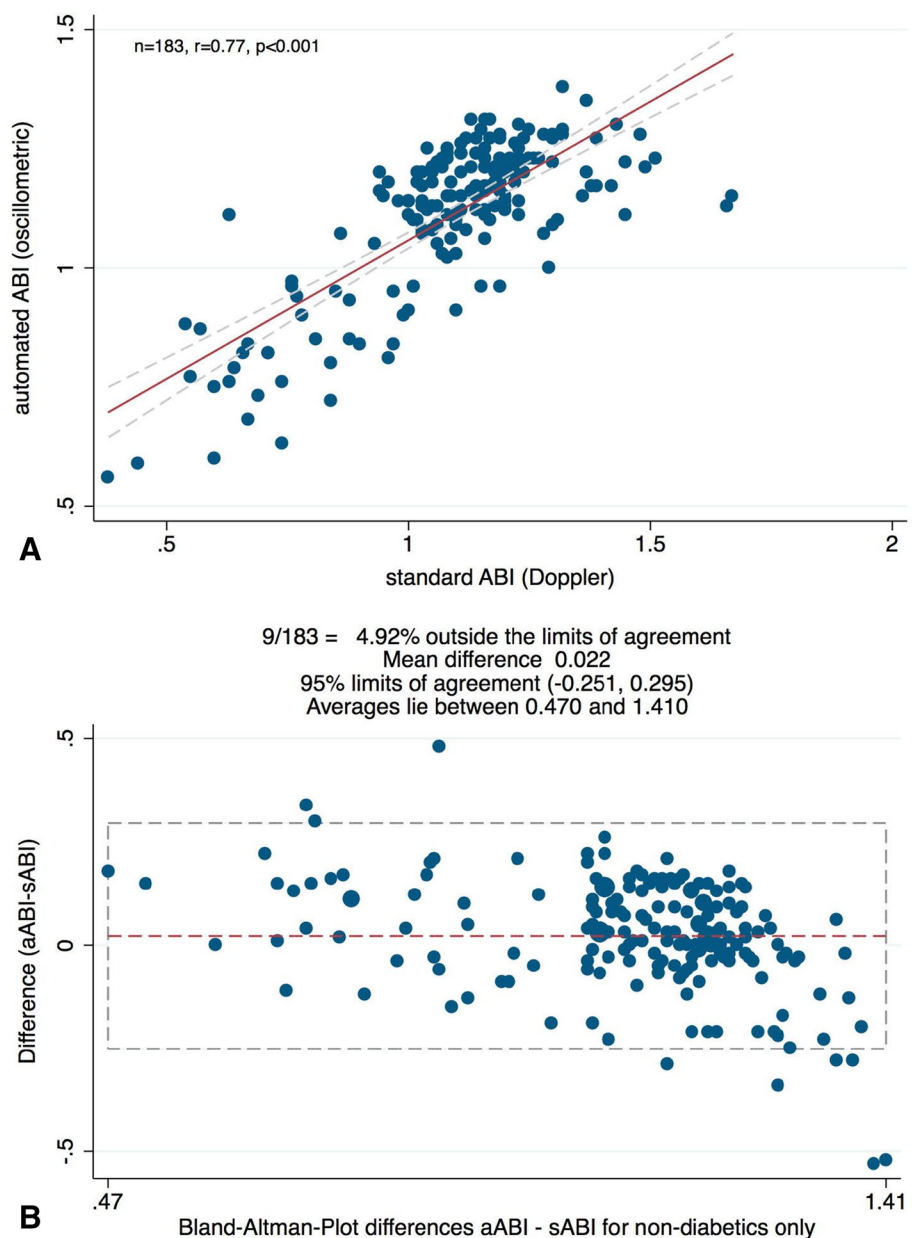 1.5
n=183, r=0.77, p<0.001
automated ABI (oscillometric)
1
.5
A
.5
1
1.5
2
standard ABI (Doppler)
9/183 = 4.92% outside the limits of agreement
Mean difference 0.022
95% limits of agreement (-0.251, 0.295)
Averages lie between 0.470 and 1.410
.5
Difference (aABI-sABI)
0
-.5
.47
1.41
B
Bland-Altman-Plot differences aABI - sABI for non-diabetics only